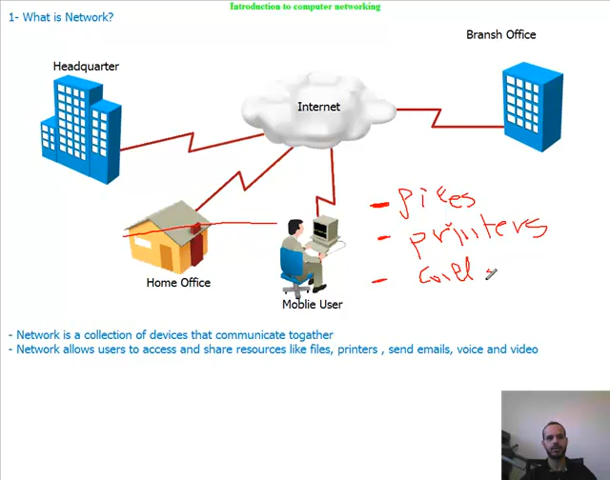 Introduction to computer networking
1- What is Network?
Bransh Office
Headquarter
Internet
- files
- printers
Home Office
Moblie User
- Network is a collection of devices that communicate togather
- Network allows users to access and share resources like files, printers , send emails, voice and video